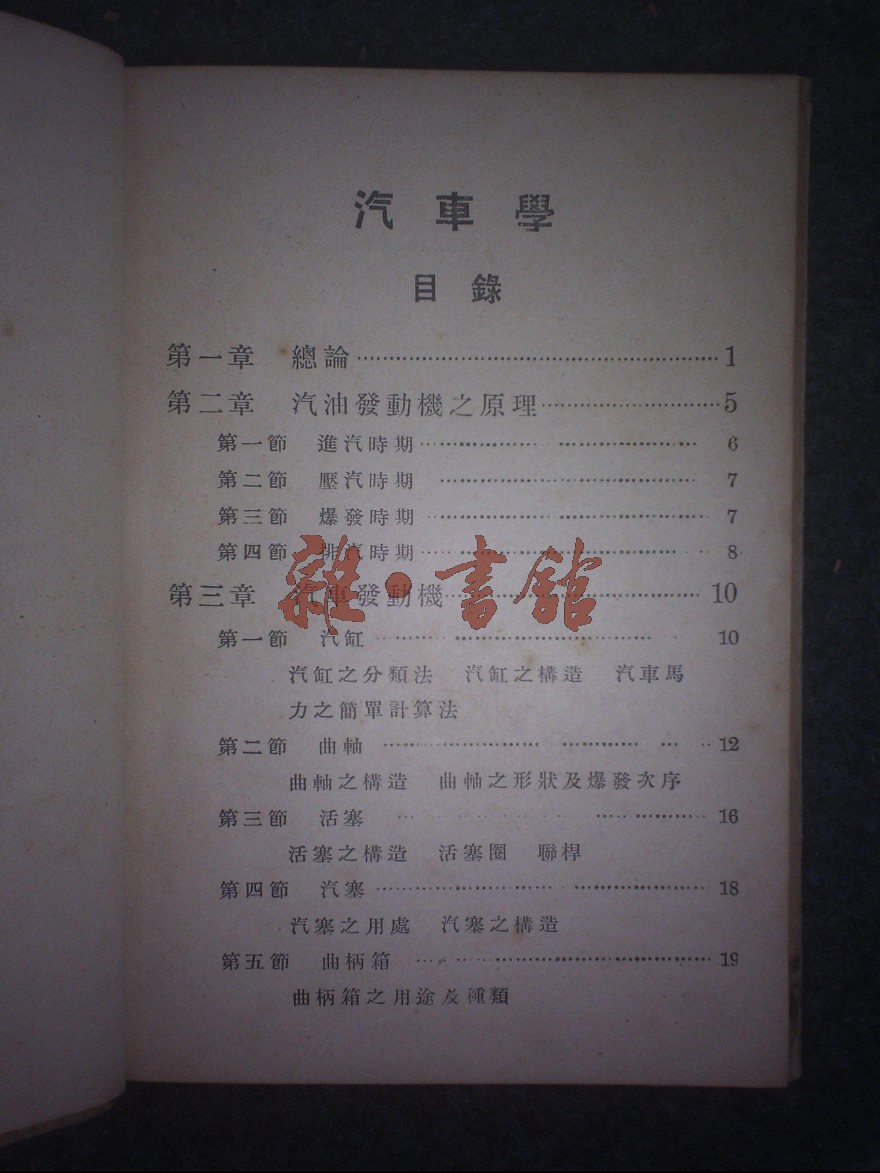 汽車學
目錄
第一章 總論……1
第二章 汽油發動機之原理……5
第一節 進汽時期……6
第二節 壓汽時期……7
第三節 爆發時期……7
第四節 排汽時期……8
第三章 汽車發動機……10
雜·書館
第一節 汽缸……10
汽缸之分類法 汽缸之構造 汽車馬
力之簡單計算法
第二節 曲軸……12
曲軸之構造 曲軸之形狀及爆發次序
第三節 活塞……16
活塞之構造 活塞圈 聯桿
第四節 汽塞……18
汽塞之用處 汽塞之構造
第五節 曲柄箱……19
曲柄箱之用途及種類